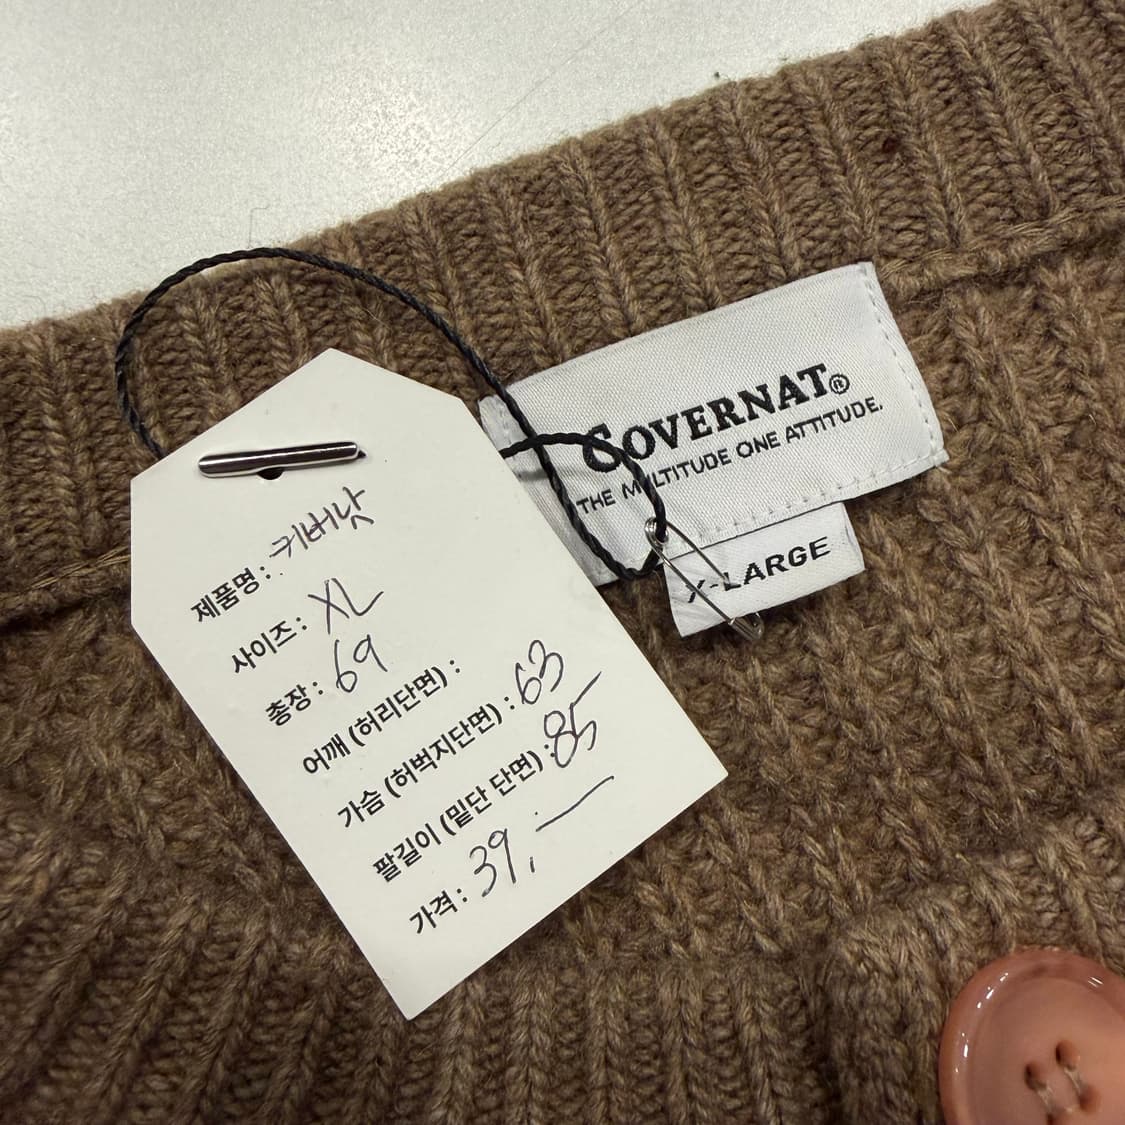 COVERNAT®
THE MULTITUDE ONE ATTITUDE.
X-LARGE
제품명 : 커버낫
사이즈 : XL
총장 : 69
어깨 (허리단면) :
가슴 (허벅지단면) : 63
팔길이 (밑단 단면) : 85
가격 : 39,—